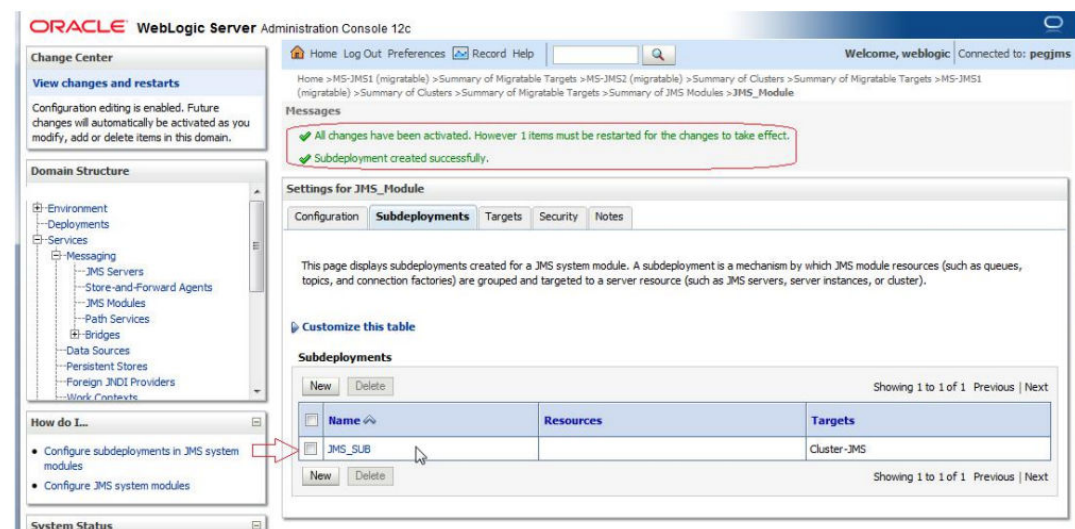 ORACLE WebLogic Server Administration Console 12c
Change Center
View changes and restarts
Configuration editing is enabled. Future
changes will automatically be activated as you
modify, add or delete items in this domain.
Domain Structure
Environment
Deployments
Services
Messaging
JMS Servers
Store-and-Forward Agents
JMS Modules
Path Services
Bridges
Data Sources
Persistent Stores
Foreign JNDI Providers
Work Contexts
How do I...
Configure subdeployments in JMS system
modules
Configure JMS system modules
System Status
Home Log Out Preferences Record Help
Welcome, weblogic Connected to: pegjms
Home >MS-JMS1 (migratable) >Summary of Migratable Targets >MS-JMS2 (migratable) >Summary of Clusters >Summary of Migratable Targets >MS-JMS1
(migratable) >Summary of Clusters >Summary of Migratable Targets >Summary of JMS Modules >JMS_Module
Messages
All changes have been activated. However 1 items must be restarted for the changes to take effect.
Subdeployment created successfully.
Settings for JMS_Module
Configuration Subdeployments Targets Security Notes
This page displays subdeployments created for a JMS system module. A subdeployment is a mechanism by which JMS module resources (such as queues,
topics, and connection factories) are grouped and targeted to a server resource (such as JMS servers, server instances, or cluster).
Customize this table
Subdeployments
New Delete Showing 1 to 1 of 1 Previous | Next
Name Resources Targets
JMS_SUB Cluster-JMS
New Delete Showing 1 to 1 of 1 Previous | Next